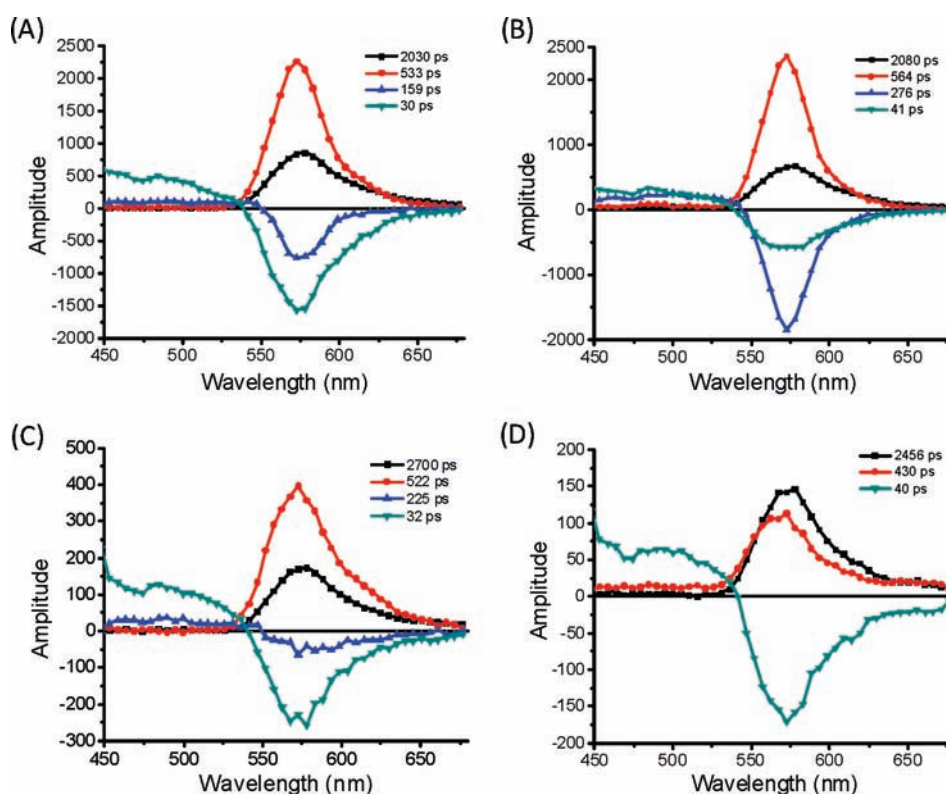 (A)
2500
2000
1500
1000
500
0
-500
-1000
-1500
-2000
Amplitude
450 500 550 600 650
Wavelength (nm)
2030 ps
533 ps
159 ps
30 ps
(B)
2500
2000
1500
1000
500
0
-500
-1000
-1500
-2000
Amplitude
450 500 550 600 650
Wavelength (nm)
2080 ps
564 ps
276 ps
41 ps
(C)
500
400
300
200
100
0
-100
-200
-300
Amplitude
450 500 550 600 650
Wavelength (nm)
2700 ps
522 ps
225 ps
32 ps
(D)
200
150
100
50
0
-50
-100
-150
-200
Amplitude
450 500 550 600 650
Wavelength (nm)
2456 ps
430 ps
40 ps